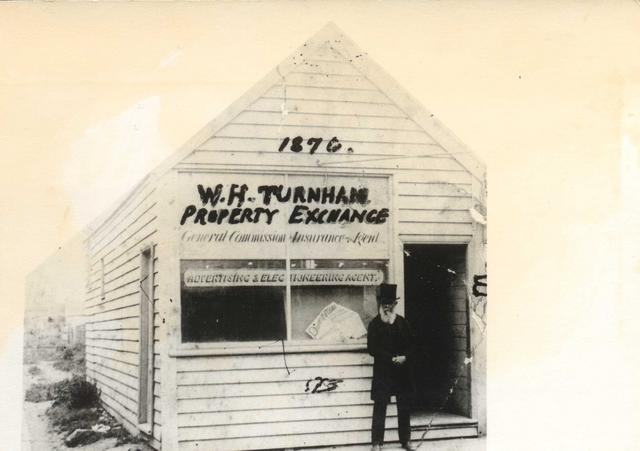 1876.
W.H. TURNHAM
PROPERTY EXCHANGE
General Commission & Insurance Agent
ADVERTISING & ELECTIONEERING AGENT.